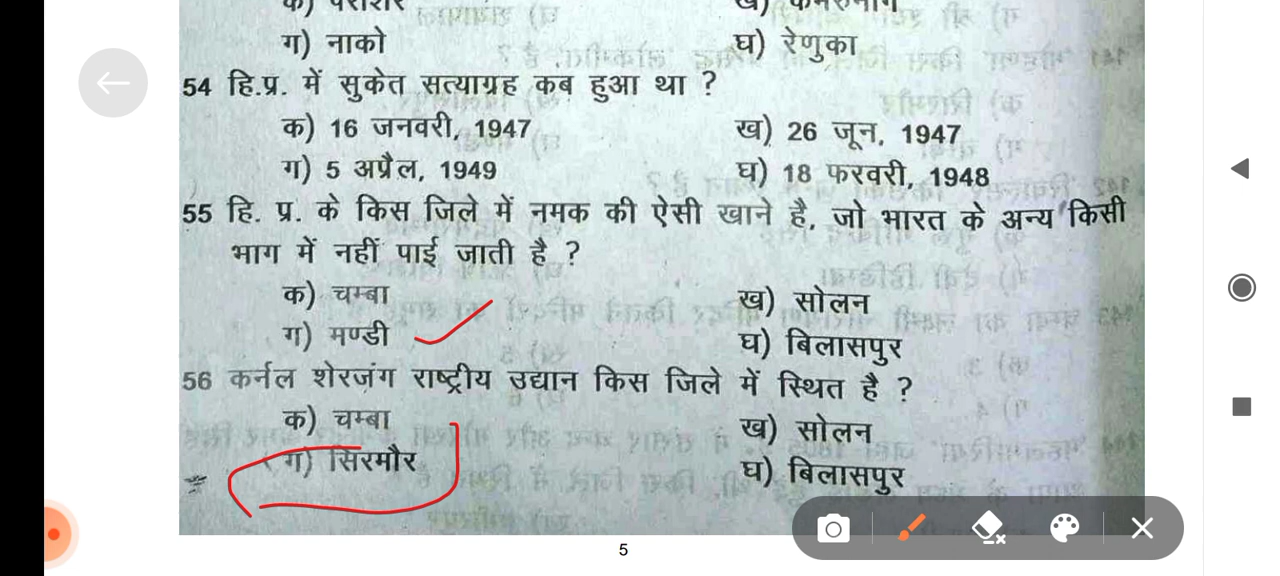 ग) नाको घ) रेणुका
54 हि.प्र. में सुकेत सत्याग्रह कब हुआ था ?
क) 16 जनवरी, 1947 ख) 26 जून, 1947
ग) 5 अप्रैल, 1949 घ) 18 फरवरी, 1948
55 हि. प्र. के किस जिले में नमक की ऐसी खाने है, जो भारत के अन्य किसी
भाग में नहीं पाई जाती है ?
क) चम्बा ख) सोलन
ग) मण्डी घ) बिलासपुर
56 कर्नल शेरजंग राष्ट्रीय उद्यान किस जिले में स्थित है ?
क) चम्बा ख) सोलन
ग) सिरमौर घ) बिलासपुर
5